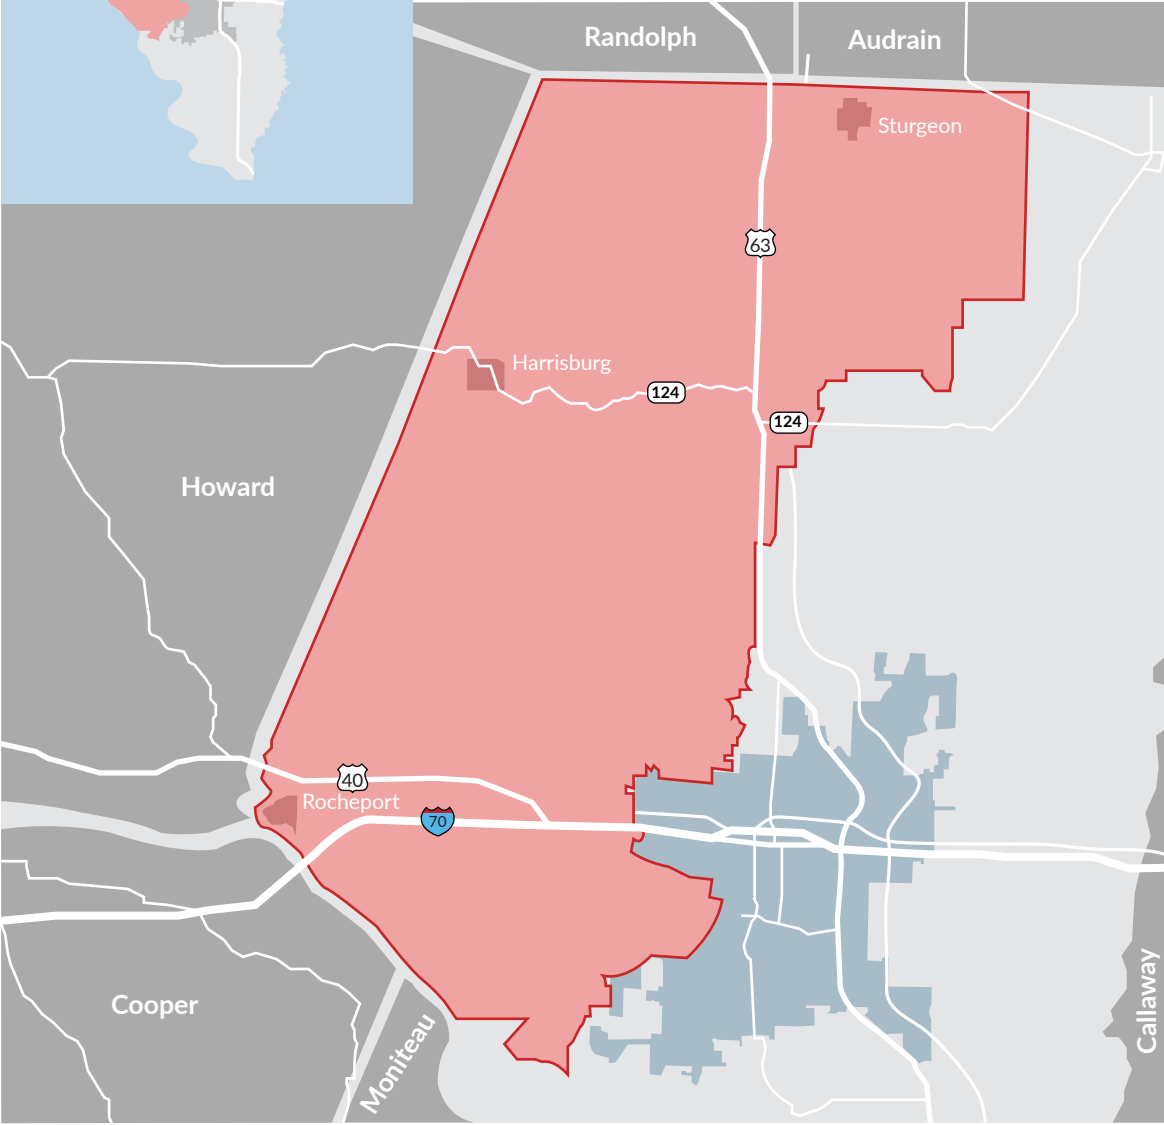 Randolph
Audrain
Sturgeon
63
Harrisburg
124
124
Howard
40
Rocheport
70
Cooper
Moniteau
Callaway